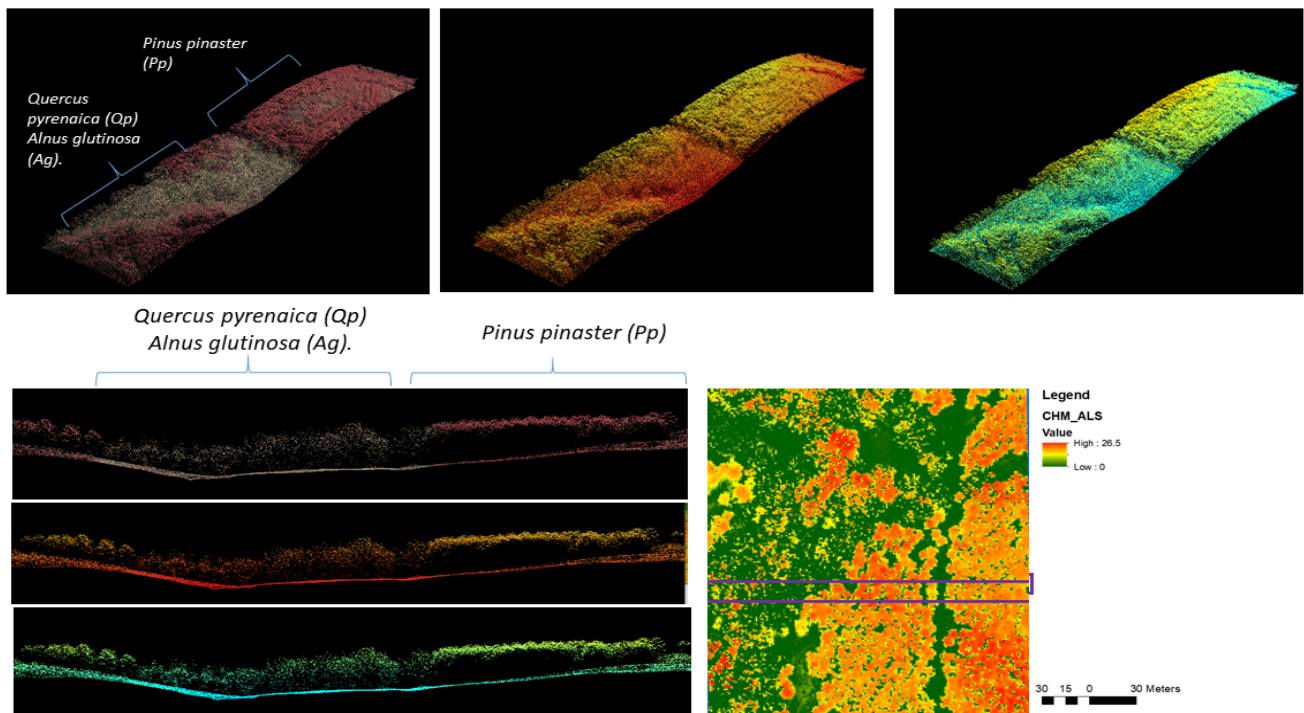 Pinus pinaster
(Pp)
Quercus
pyrenaica (Qp)
Alnus glutinosa
(Ag).
Quercus pyrenaica (Qp)
Alnus glutinosa (Ag).
Pinus pinaster (Pp)
Legend
CHM_ALS
Value
High : 26.5
Low : 0
30 15 0 30 Meters